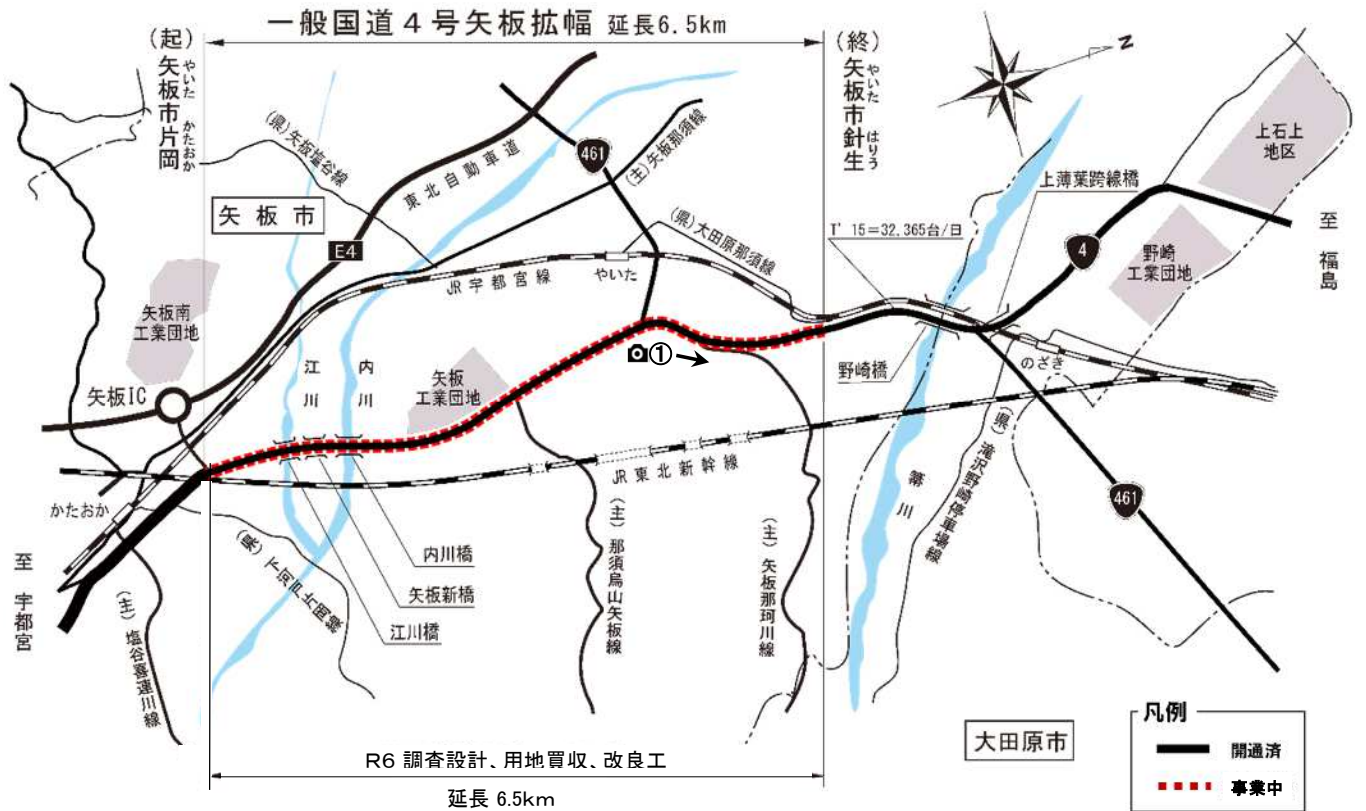 一般国道4号矢板拡幅 延長6.5km
(起)
矢板市片岡
やいた かたおか
(終)
矢板市針生
やいた はりう
N
上石上
地区
(県)矢板塩谷線
東北自動車道
461
(主)矢板那須線
上薄葉跨線橋
矢板市
E4
(県)大田原那須線
T'15=32,365台/日
4
野崎
工業団地
至 福島
JR宇都宮線
やいた
矢板南
工業団地
①
野崎橋
のざき
矢板IC
江川
内川
矢板
工業団地
JR東北新幹線
箒川
(県)滝沢野崎停車場線
461
かたおか
至 宇都宮
(主)塩谷喜連川線
(県)下河戸片岡線
内川橋
矢板新橋
江川橋
(主)那須烏山矢板線
(主)矢板那珂川線
大田原市
凡例
開通済
事業中
R6 調査設計、用地買収、改良工
延長 6.5km